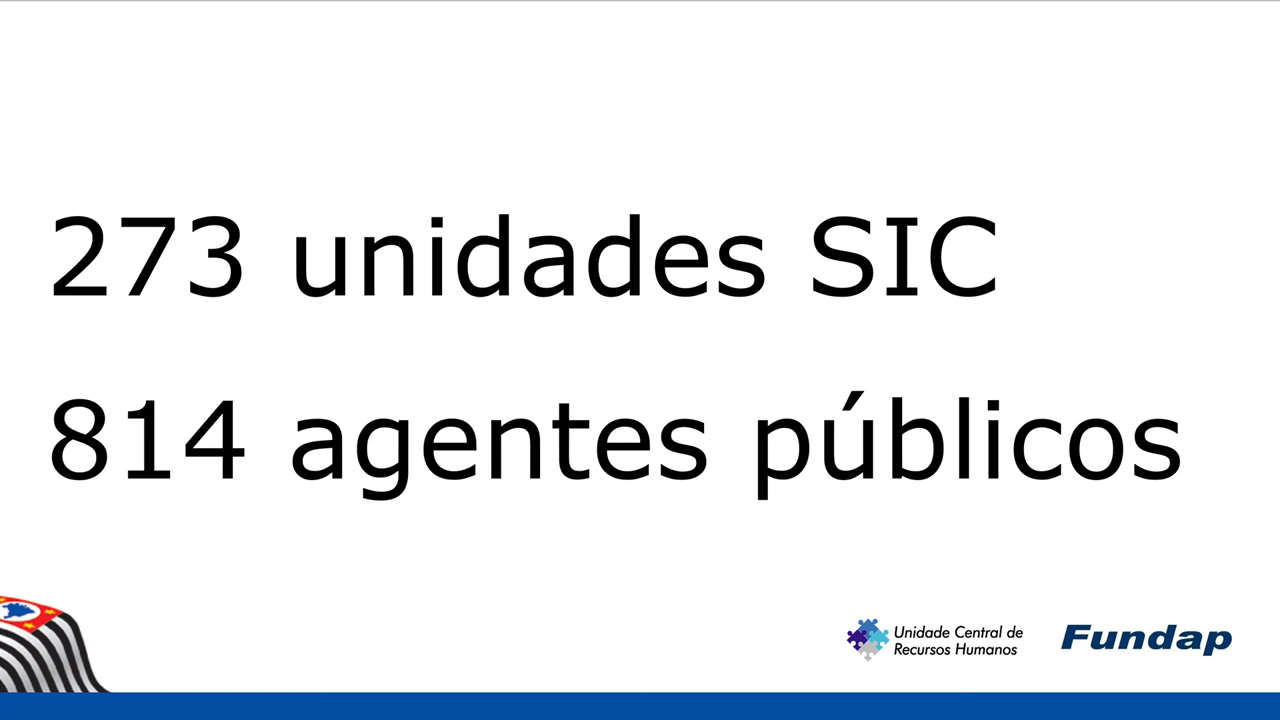 273 unidades SIC
814 agentes públicos
Unidade Central de
Recursos Humanos
Fundap